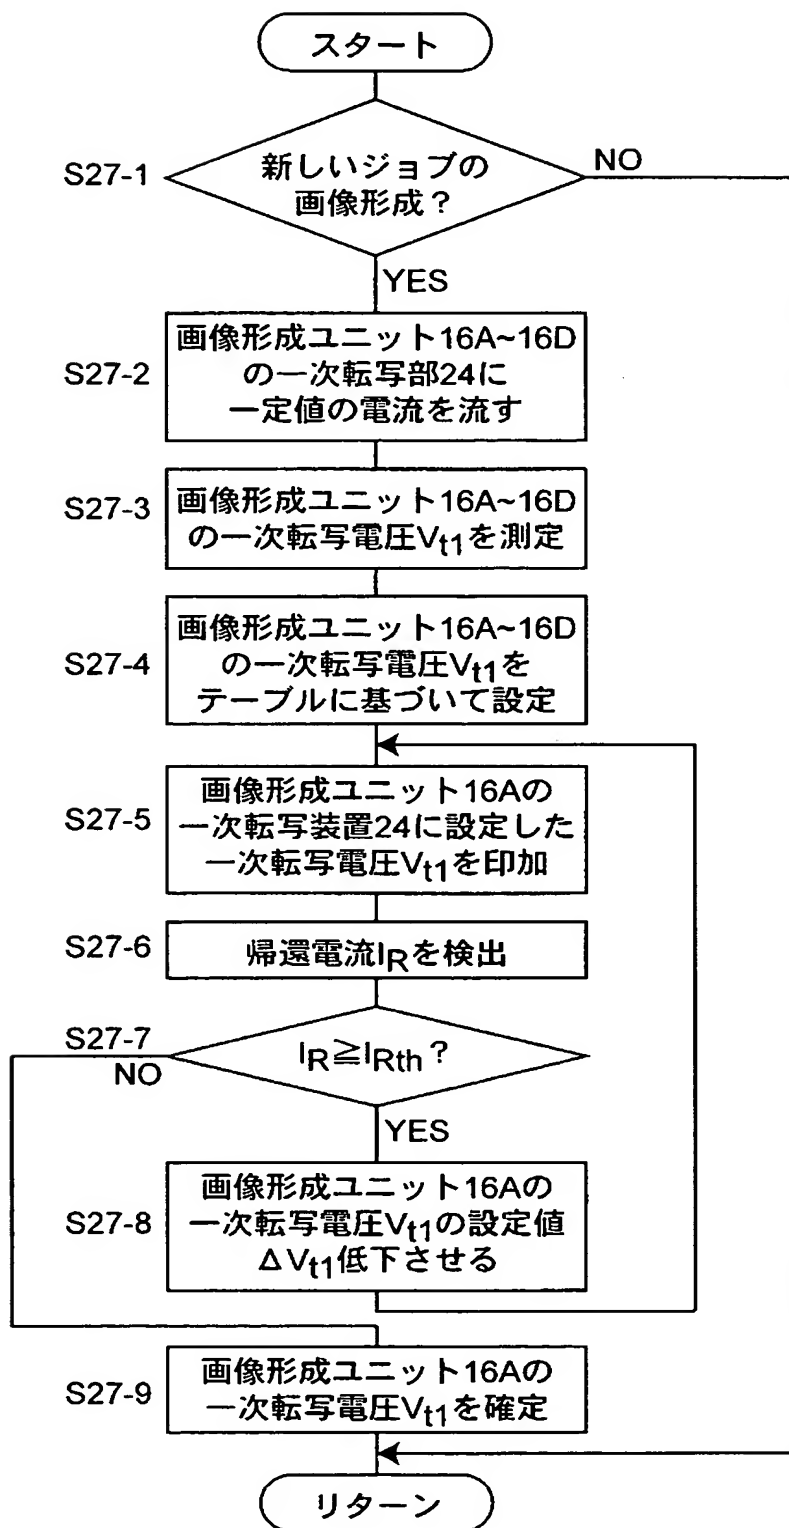 スタート
S27-1
新しいジョブの
画像形成？
NO
YES
S27-2
画像形成ユニット16A~16D
の一次転写部24に
一定値の電流を流す
S27-3
画像形成ユニット16A~16D
の一次転写電圧Vt1を測定
S27-4
画像形成ユニット16A~16D
の一次転写電圧Vt1を
テーブルに基づいて設定
S27-5
画像形成ユニット16Aの
一次転写装置24に設定した
一次転写電圧Vt1を印加
S27-6
帰還電流IRを検出
S27-7
IR≧IRth？
NO
YES
S27-8
画像形成ユニット16Aの
一次転写電圧Vt1の設定値
ΔVt1低下させる
S27-9
画像形成ユニット16Aの
一次転写電圧Vt1を確定
リターン